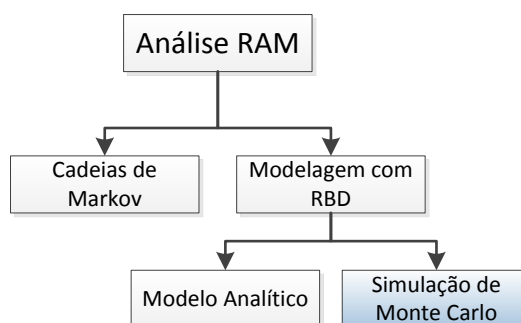 Análise RAM
Cadeias de
Markov
Modelagem com
RBD
Modelo Analítico
Simulação de
Monte Carlo